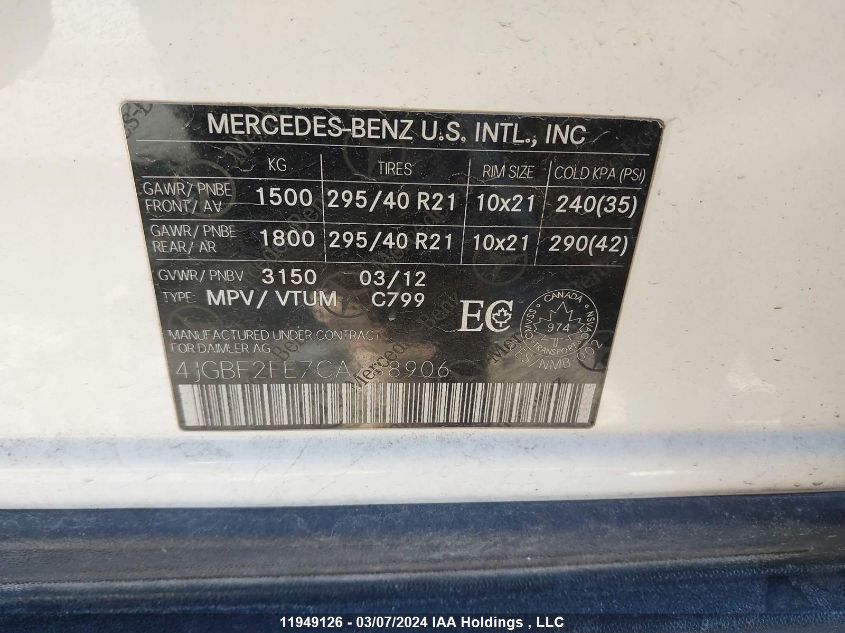 MERCEDES-BENZ U.S. INTL., INC
KG TIRES RIM SIZE COLD KPA (PSI)
GAWR/ PNBE
FRONT/ AV 1500 295/40 R21 10x21 240(35)
GAWR/ PNBE
REAR/ AR 1800 295/40 R21 10x21 290(42)
GVWR/ PNBV 3150 03/12
TYPE: MPV/ VTUM C799
EC
CANADA
974
TRANSPORT
MANUFACTURED UNDER CONTRACT
FOR DAIMLER AG
11949126 - 03/07/2024 IAA Holdings , LLC